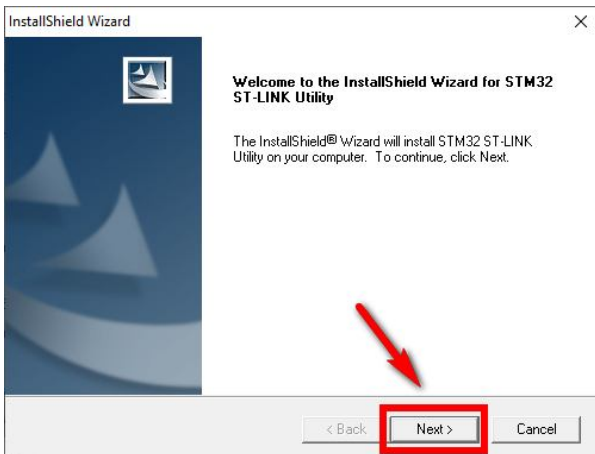 InstallShield Wizard
Welcome to the InstallShield Wizard for STM32
ST-LINK Utility
The InstallShield® Wizard will install STM32 ST-LINK
Utility on your computer. To continue, click Next.
< Back
Next >
Cancel